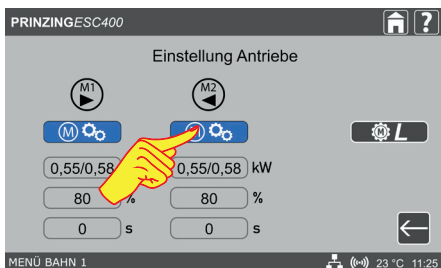 PRINZINGESC400 ?
Einstellung Antriebe
M1 M2
M M
L
0,55/0,58 0,55/0,58 kW
80 % 80 %
0 s 0 s
MENÜ BAHN 1 23 °C 11:25